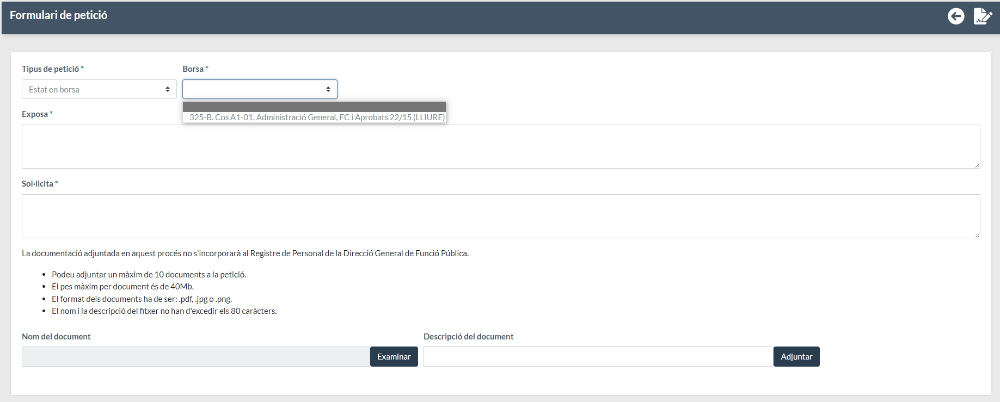 Formulari de petició
Tipus de petició *
Borsa *
Estat en borsa
325-B. Cos A1-01, Administració General, FC i Aprobats 22/15 (LLIURE)
Exposa *
Sol·licita *
La documentació adjuntada en aquest procés no s'incorporarà al Registre de Personal de la Direcció General de Funció Pública.
• Podeu adjuntar un màxim de 10 documents a la petició.
• El pes màxim per document és de 40Mb.
• El format dels documents ha de ser: .pdf, .jpg o .png.
• El nom i la descripció del fitxer no han d'excedir els 80 caràcters.
Nom del document
Descripció del document
Examinar
Adjuntar